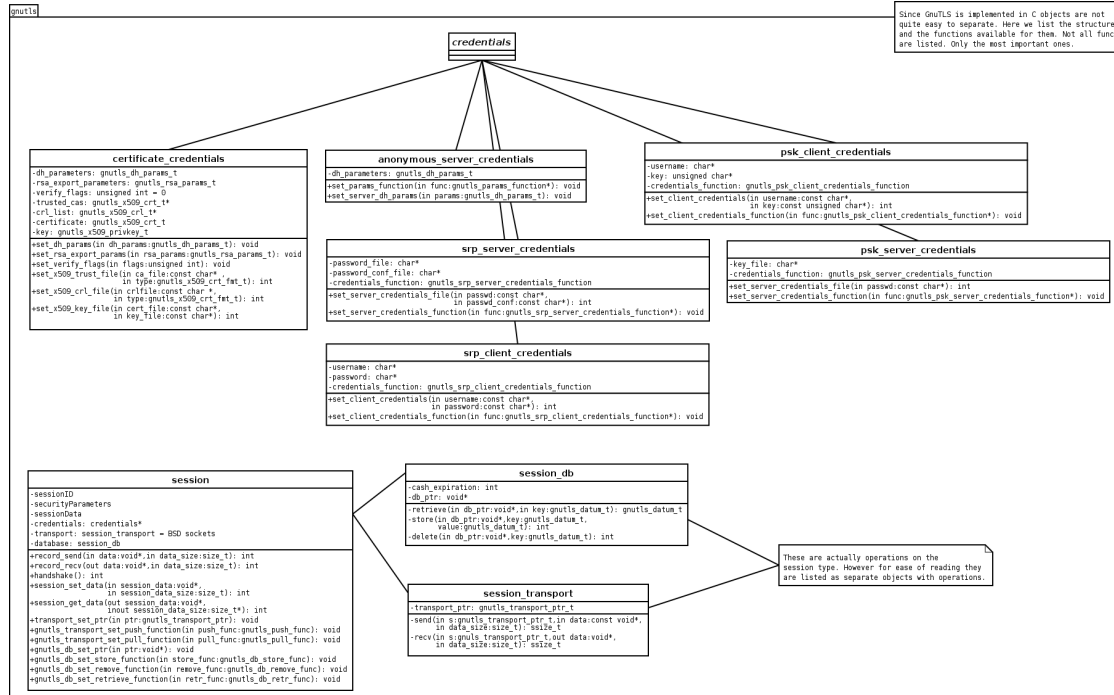 gnutls
Since GnuTLS is implemented in C objects are not
quite easy to separate. Here we list the structure
and the functions available for them. Not all func
are listed. Only the most important ones.
credentials
certificate_credentials
-dh_parameters: gnutls_dh_params_t
-rsa_export_parameters: gnutls_rsa_params_t
-verify_flags: unsigned int = 0
-trusted_cas: gnutls_x509_crt_t*
-crl_list: gnutls_x509_crl_t*
-certificate: gnutls_x509_crt_t
-key: gnutls_x509_privkey_t
+set_dh_params(in dh_params:gnutls_dh_params_t): void
+set_rsa_export_params(in rsa_params:gnutls_rsa_params_t): void
+set_verify_flags(in flags:unsigned int): void
+set_x509_trust_file(in ca_file:const char* ,
in type:gnutls_x509_crt_fmt_t): int
+set_x509_crl_file(in crlfile:const char *,
in type:gnutls_x509_crt_fmt_t): int
+set_x509_key_file(in cert_file:const char*,
in key_file:const char*): int
anonymous_server_credentials
-dh_parameters: gnutls_dh_params_t
+set_params_function(in func:gnutls_params_function*): void
+set_server_dh_params(in params:gnutls_dh_params_t): void
psk_client_credentials
-username: char*
-key: unsigned char*
-credentials_function: gnutls_psk_client_credentials_function
+set_client_credentials(in username:const char*,
in key:const unsigned char*): int
+set_client_credentials_function(in func:gnutls_psk_client_credentials_function*): void
srp_server_credentials
-password_file: char*
-password_conf_file: char*
-credentials_function: gnutls_srp_server_credentials_function
+set_server_credentials_file(in passwd:const char*,
in passwd_conf:const char*): int
+set_server_credentials_function(in func:gnutls_srp_server_credentials_function*): void
psk_server_credentials
-key_file: char*
-credentials_function: gnutls_psk_server_credentials_function
+set_server_credentials_file(in passwd:const char*): int
+set_server_credentials_function(in func:gnutls_psk_server_credentials_function*): void
srp_client_credentials
-username: char*
-password: char*
-credentials_function: gnutls_srp_client_credentials_function
+set_client_credentials(in username:const char*,
in password:const char*): int
+set_client_credentials_function(in func:gnutls_srp_client_credentials_function*): void
session
-sessionID
-securityParameters
-sessionData
-credentials: credentials*
-transport: session_transport = BSD sockets
-database: session_db
+record_send(in data:void*,in data_size:size_t): int
+record_recv(out data:void*,in data_size:size_t): int
+handshake(): int
+session_set_data(in session_data:void*,
in session_data_size:size_t): int
+session_get_data(out session_data:void*,
inout session_data_size:size_t*): int
+transport_set_ptr(in ptr:gnutls_transport_ptr): void
+gnutls_transport_set_push_function(in push_func:gnutls_push_func): void
+gnutls_transport_set_pull_function(in pull_func:gnutls_pull_func): void
+gnutls_db_set_ptr(in ptr:void*): void
+gnutls_db_set_store_function(in store_func:gnutls_db_store_func): void
+gnutls_db_set_remove_function(in remove_func:gnutls_db_remove_func): void
+gnutls_db_set_retrieve_function(in retr_func:gnutls_db_retr_func): void
session_db
-cash_expiration: int
-db_ptr: void*
-retrieve(in db_ptr:void*,in key:gnutls_datum_t): gnutls_datum_t
-store(in db_ptr:void*,key:gnutls_datum_t,
value:gnutls_datum_t): int
-delete(in db_ptr:void*,key:gnutls_datum_t): int
These are actually operations on the
session type. However for ease of reading they
are listed as separate objects with operations.
session_transport
-transport_ptr: gnutls_transport_ptr_t
-send(in s:gnutls_transport_ptr_t,in data:const void*,
in data_size:size_t): ssize_t
-recv(in s:gnuls_transport_ptr_t,out data:void*,
in data_size:size_t): ssize_t